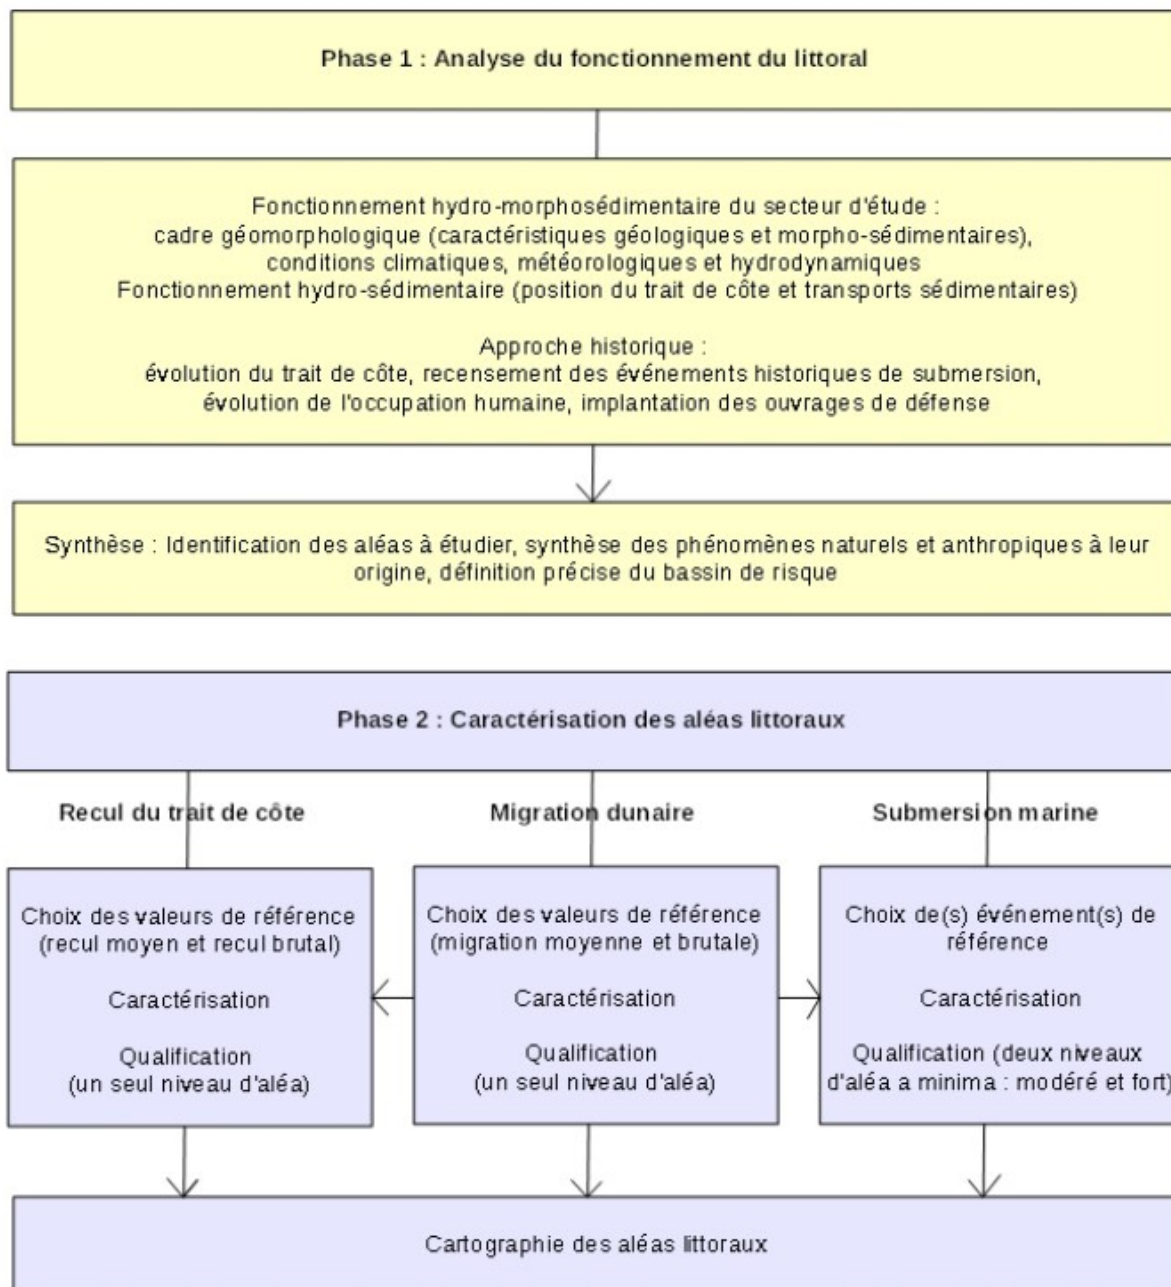 Phase 1 : Analyse du fonctionnement du littoral
Fonctionnement hydro-morphosédimentaire du secteur d'étude :
cadre géomorphologique (caractéristiques géologiques et morpho-sédimentaires),
conditions climatiques, météorologiques et hydrodynamiques
Fonctionnement hydro-sédimentaire (position du trait de côte et transports sédimentaires)
Approche historique :
évolution du trait de côte, recensement des événements historiques de submersion,
évolution de l'occupation humaine, implantation des ouvrages de défense
Synthèse : Identification des aléas à étudier, synthèse des phénomènes naturels et anthropiques à leur
origine, définition précise du bassin de risque
Phase 2 : Caractérisation des aléas littoraux
Recul du trait de côte
Choix des valeurs de référence
(recul moyen et recul brutal)
Caractérisation
Qualification
(un seul niveau d'aléa)
Migration dunaire
Choix des valeurs de référence
(migration moyenne et brutale)
Caractérisation
Qualification
(un seul niveau d'aléa)
Submersion marine
Choix de(s) événement(s) de
référence
Caractérisation
Qualification (deux niveaux
d'aléa a minima : modéré et fort)
Cartographie des aléas littoraux